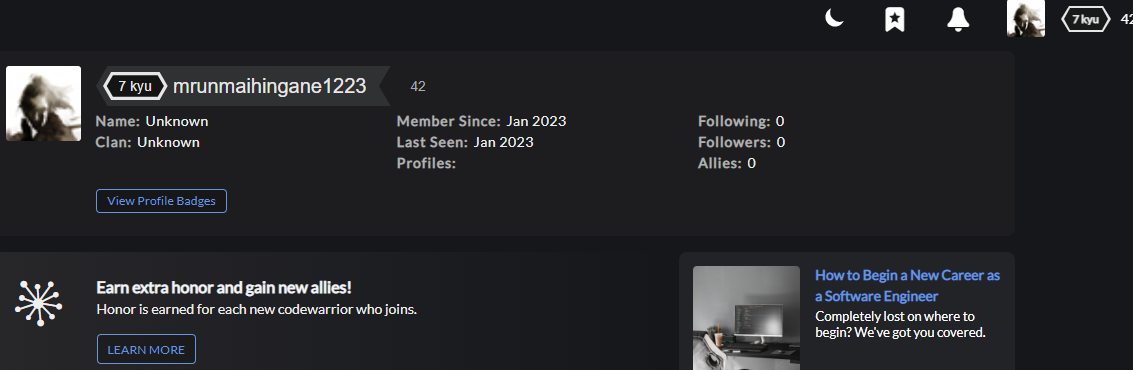 7 kyu 42
7 kyu mrunmaihingane1223 42
Name: Unknown Member Since: Jan 2023 Following: 0
Clan: Unknown Last Seen: Jan 2023 Followers: 0
Profiles: Allies: 0
View Profile Badges
Earn extra honor and gain new allies!
Honor is earned for each new codewarrior who joins.
LEARN MORE
How to Begin a New Career as
a Software Engineer
Completely lost on where to
begin? We've got you covered.